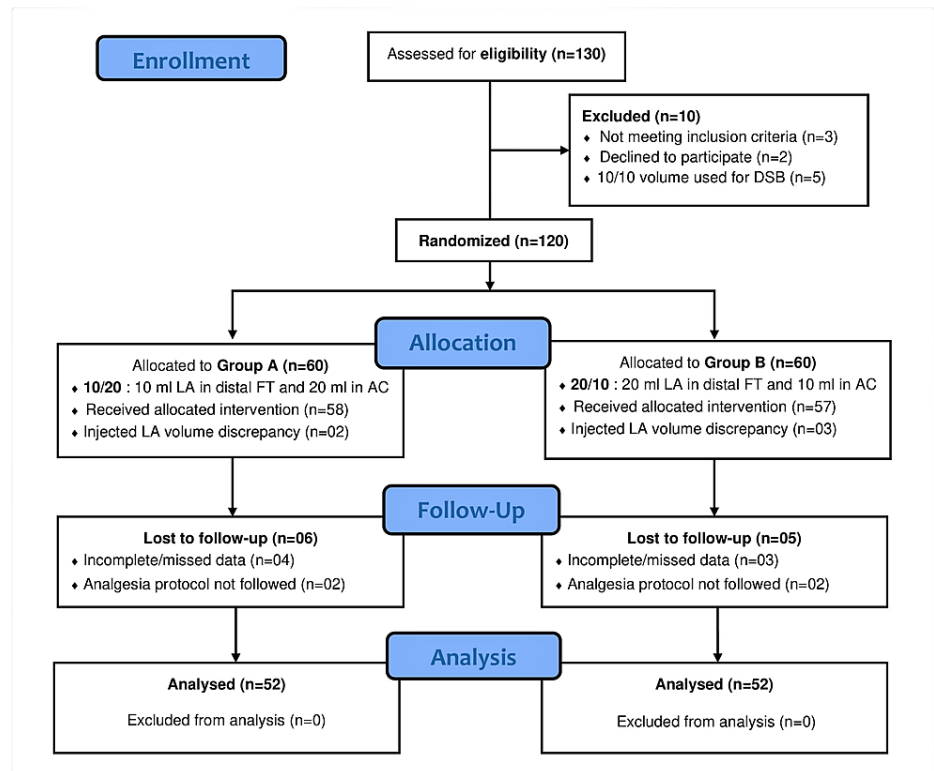 Enrollment
Assessed for eligibility (n=130)
Excluded (n=10)
♦ Not meeting inclusion criteria (n=3)
♦ Declined to participate (n=2)
♦ 10/10 volume used for DSB (n=5)
Randomized (n=120)
Allocation
Allocated to Group A (n=60)
♦ 10/20 : 10 ml LA in distal FT and 20 ml in AC
♦ Received allocated intervention (n=58)
♦ Injected LA volume discrepancy (n=02)
Allocated to Group B (n=60)
♦ 20/10 : 20 ml LA in distal FT and 10 ml in AC
♦ Received allocated intervention (n=57)
♦ Injected LA volume discrepancy (n=03)
Follow-Up
Lost to follow-up (n=06)
♦ Incomplete/missed data (n=04)
♦ Analgesia protocol not followed (n=02)
Lost to follow-up (n=05)
♦ Incomplete/missed data (n=03)
♦ Analgesia protocol not followed (n=02)
Analysis
Analysed (n=52)
Excluded from analysis (n=0)
Analysed (n=52)
Excluded from analysis (n=0)